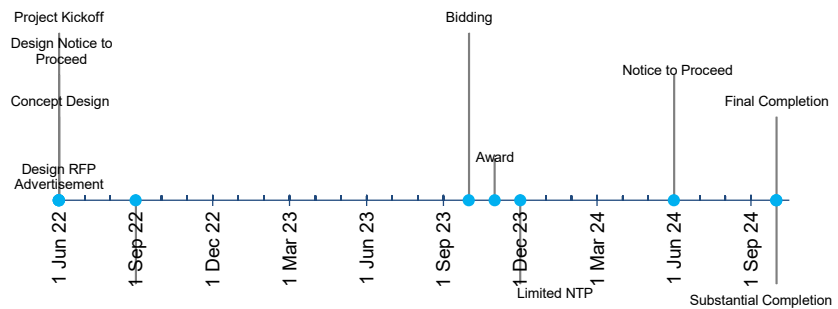 Project Kickoff
Bidding
Design Notice to
Proceed
Notice to Proceed
Concept Design
Final Completion
Award
Design RFP
Advertisement
1 Jun 22
1 Sep 22
1 Dec 22
1 Mar 23
1 Jun 23
1 Sep 23
1 Dec 23
1 Mar 24
1 Jun 24
1 Sep 24
Limited NTP
Substantial Completion